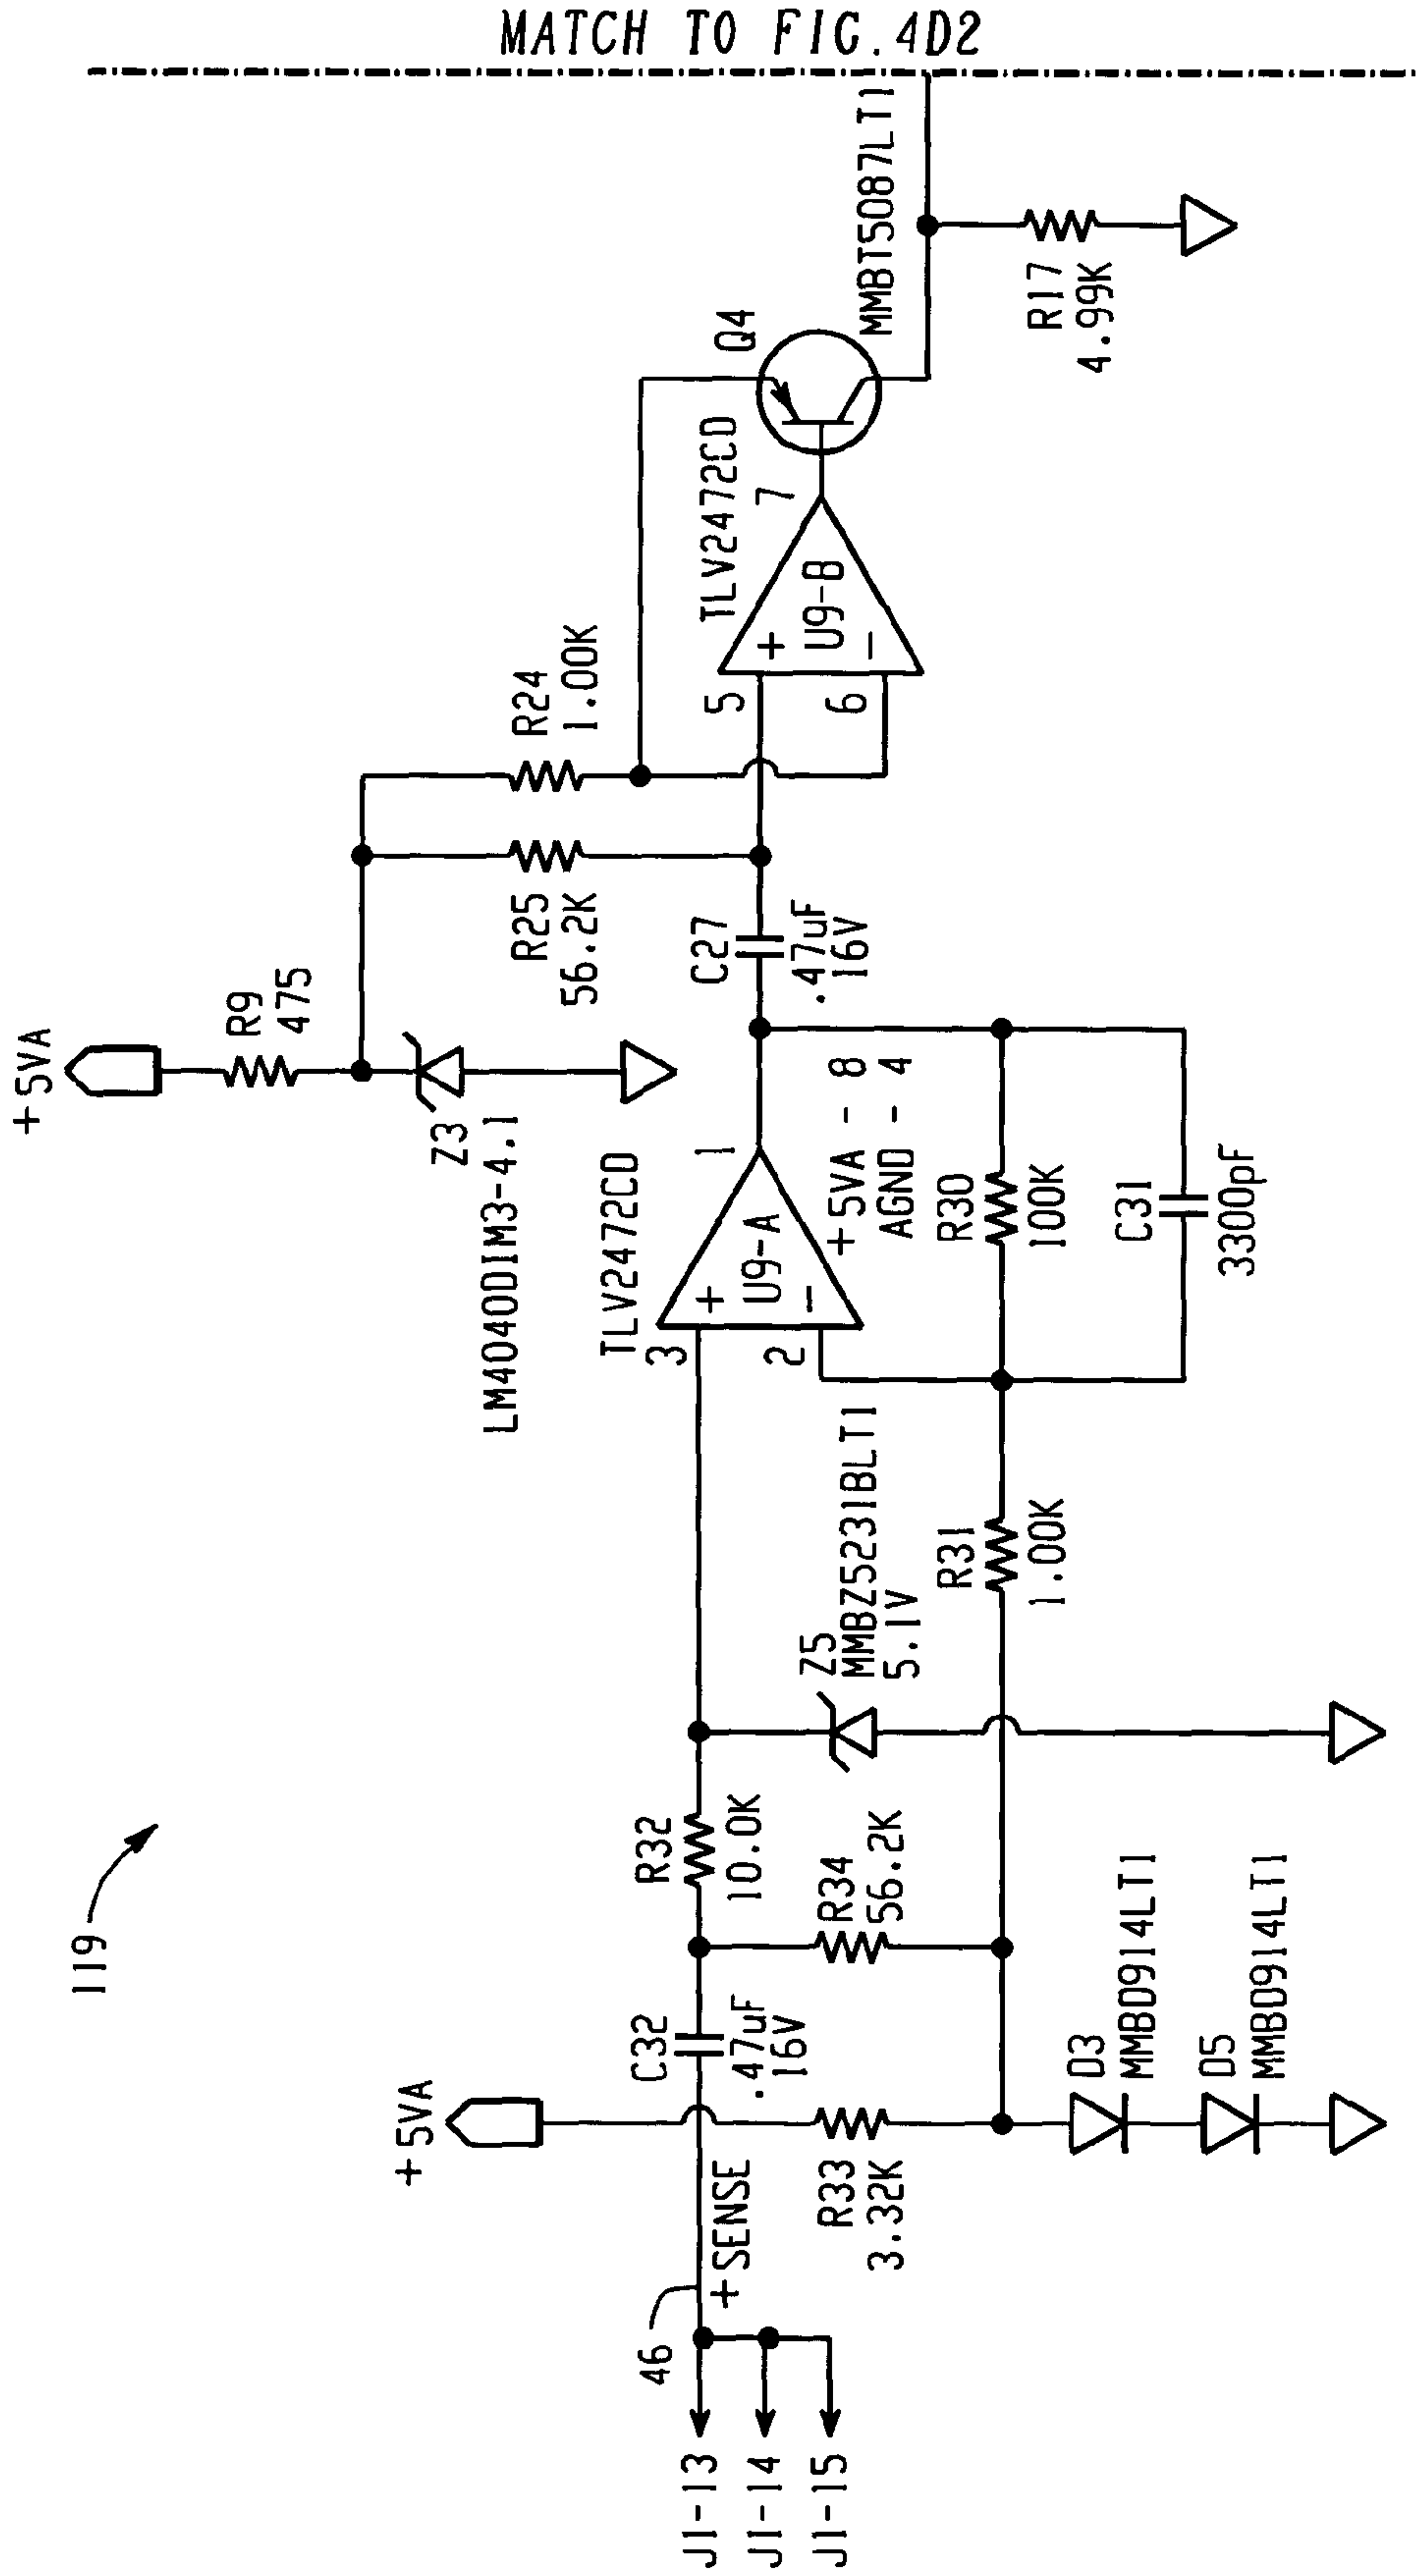 MATCH TO FIG.4D2
119
J1-13
J1-14
J1-15
46
+SENSE
+5VA
R33
3.32K
C32
.47uF
16V
R34
56.2K
R32
10.0K
D3
MMBD914LT1
D5
MMBD914LT1
Z5
MMBZ5231BLT1
5.1V
R31
1.00K
3
2
TLV2472CD
+
U9-A
−
1
+5VA - 8
AGND - 4
R30
100K
C31
3300pF
+5VA
R9
475
Z3
LM4040DIM3-4.1
C27
.47uF
16V
R25
56.2K
R24
1.00K
5
6
TLV2472CD
+
U9-B
−
7
Q4
MMBT5087LT1
R17
4.99K